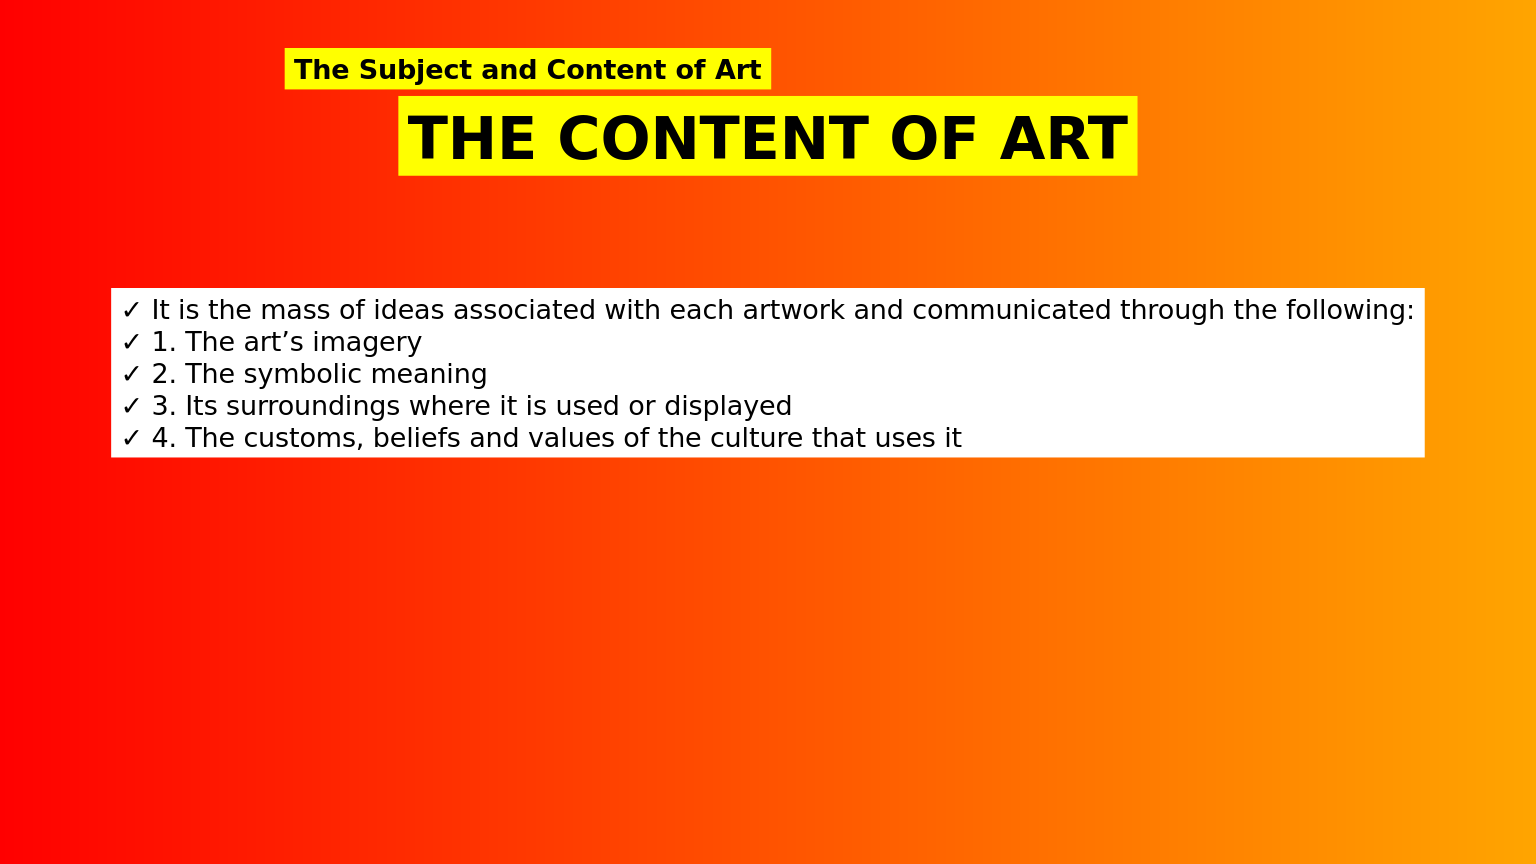 The Subject and Content of Art
THE CONTENT OF ART
✓ It is the mass of ideas associated with each artwork and communicated through the following:
✓ 1. The art’s imagery
✓ 2. The symbolic meaning
✓ 3. Its surroundings where it is used or displayed
✓ 4. The customs, beliefs and values of the culture that uses it